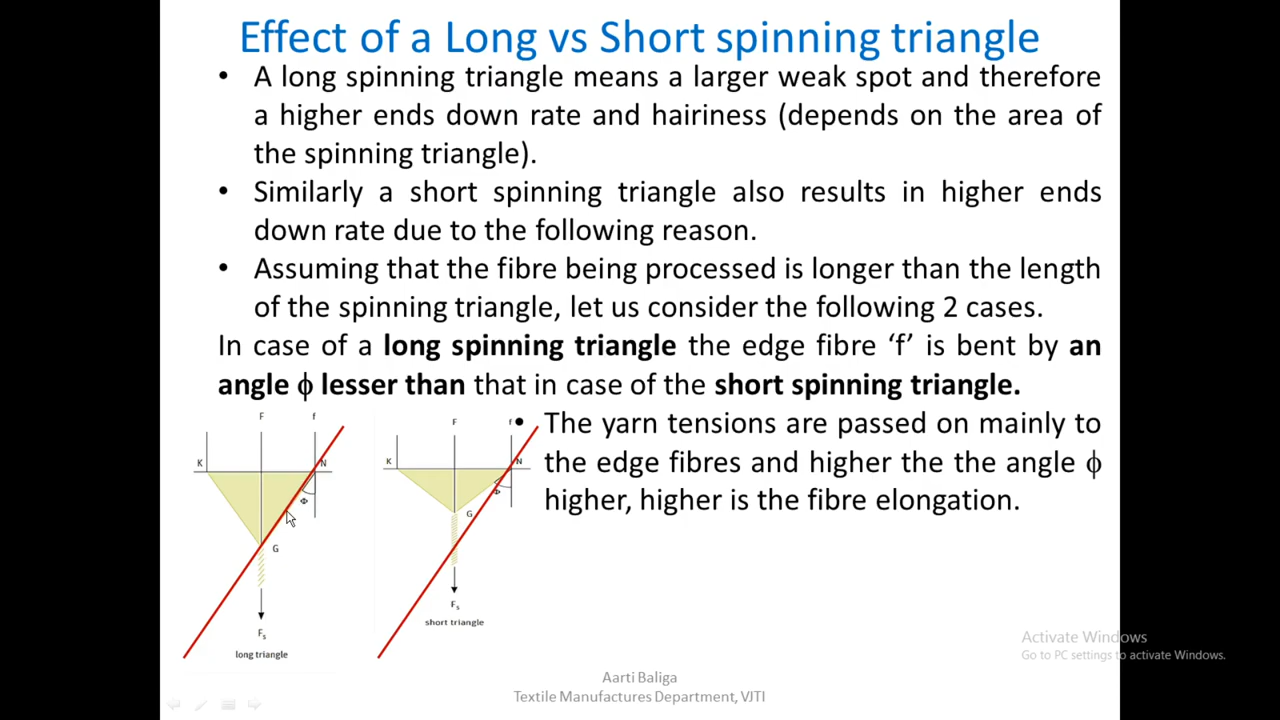 Effect of a Long vs Short spinning triangle
• A long spinning triangle means a larger weak spot and therefore
a higher ends down rate and hairiness (depends on the area of
the spinning triangle).
• Similarly a short spinning triangle also results in higher ends
down rate due to the following reason.
• Assuming that the fibre being processed is longer than the length
of the spinning triangle, let us consider the following 2 cases.
In case of a long spinning triangle the edge fibre ‘f’ is bent by an
angle ϕ lesser than that in case of the short spinning triangle.
• The yarn tensions are passed on mainly to
the edge fibres and higher the the angle ϕ
higher, higher is the fibre elongation.
F f
K N
Φ
G
Fs
long triangle
F f
K N
Φ
G
Fs
short triangle
Activate Windows
Go to PC settings to activate Windows.
Aarti Baliga
Textile Manufactures Department, VJTI